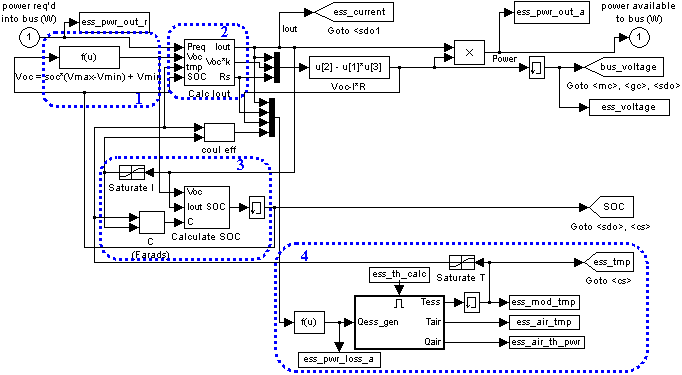 power req'd
into bus (W)
1
ess_pwr_out_r
f(u)
Voc = soc*(Vmax-Vmin) + Vmin
1
2
Preq Iout
Voc Voc*k
tmp
SOC Rs
Calc Iout
Iout
ess_current
Goto <sdo1
u[2] - u[1]*u[3]
Voc-I*R
×
Power
ess_pwr_out_a
power available
to bus (W)
1
bus_voltage
Goto <mc>, <gc>, <sdo>
ess_voltage
coul eff
3
Saturate I
Voc
Iout SOC
C
Calculate SOC
C
(Farads)
SOC
Goto <sdo>, <cs>
4
Saturate T
ess_tmp
Goto <cs>
ess_th_calc
f(u)
Qess_gen
Tess
Tair
Qair
ess_mod_tmp
ess_air_tmp
ess_air_th_pwr
ess_pwr_loss_a